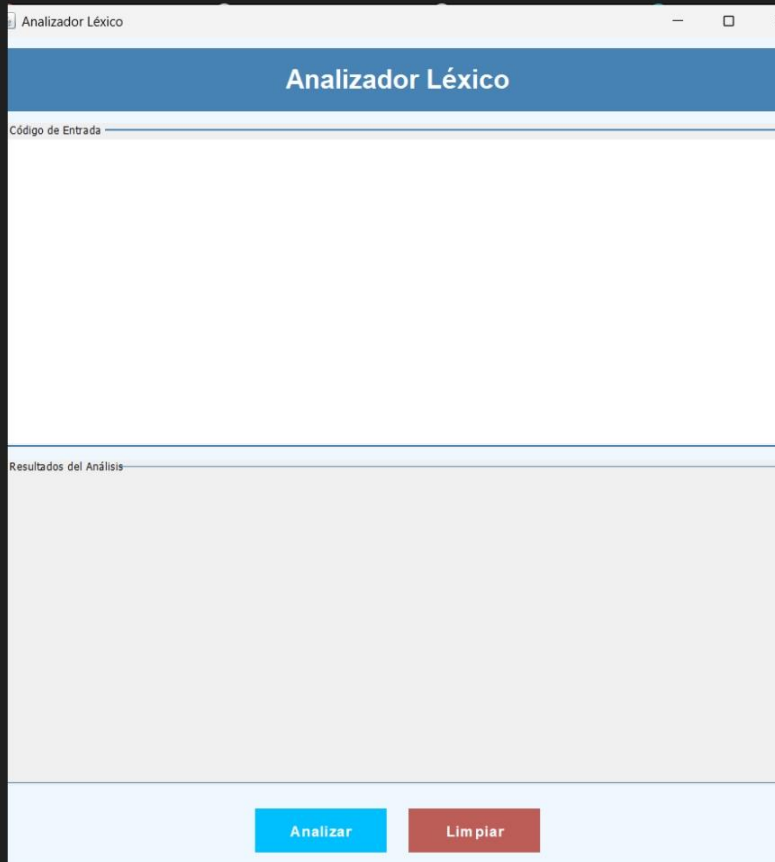 Analizador Léxico
Analizador Léxico
Código de Entrada
Resultados del Análisis
Analizar
Limpiar